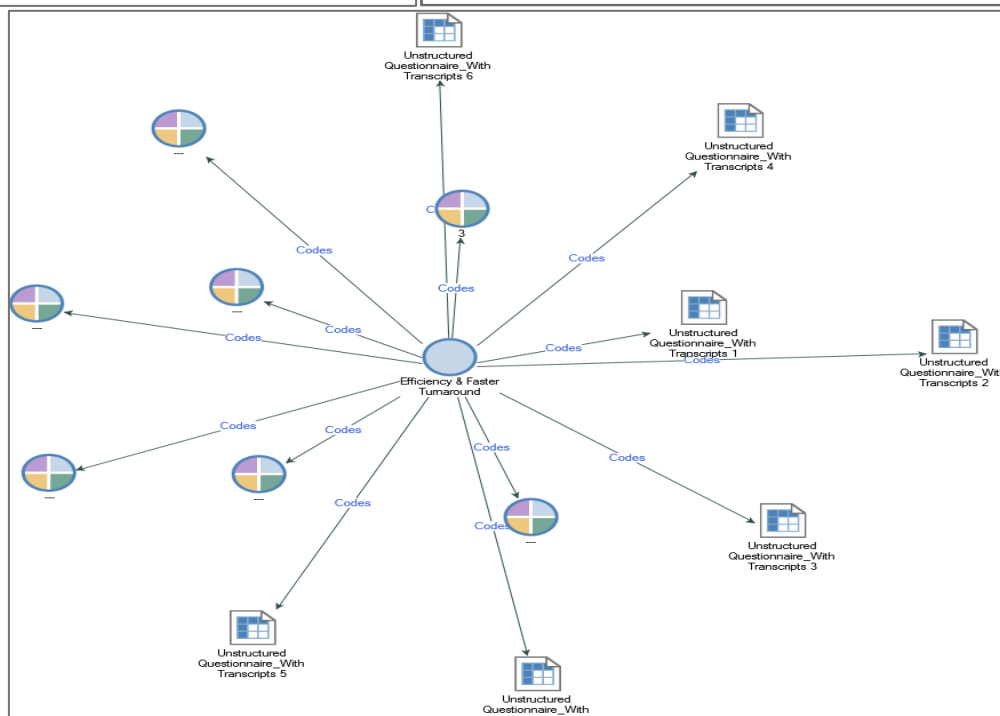 Unstructured
Questionnaire_With
Transcripts 6
Unstructured
Questionnaire_With
Transcripts 4
---
3
Codes
Codes
Codes
Codes
---
---
Codes
Codes
Codes
Unstructured
Questionnaire_With
Transcripts 1
Codes
Unstructured
Questionnaire_With
Transcripts 2
Efficiency & Faster
Turnaround
Codes
Codes
Codes
Codes
---
---
Codes
Codes
---
Unstructured
Questionnaire_With
Transcripts 3
Unstructured
Questionnaire_With
Transcripts 5
Unstructured
Questionnaire_With